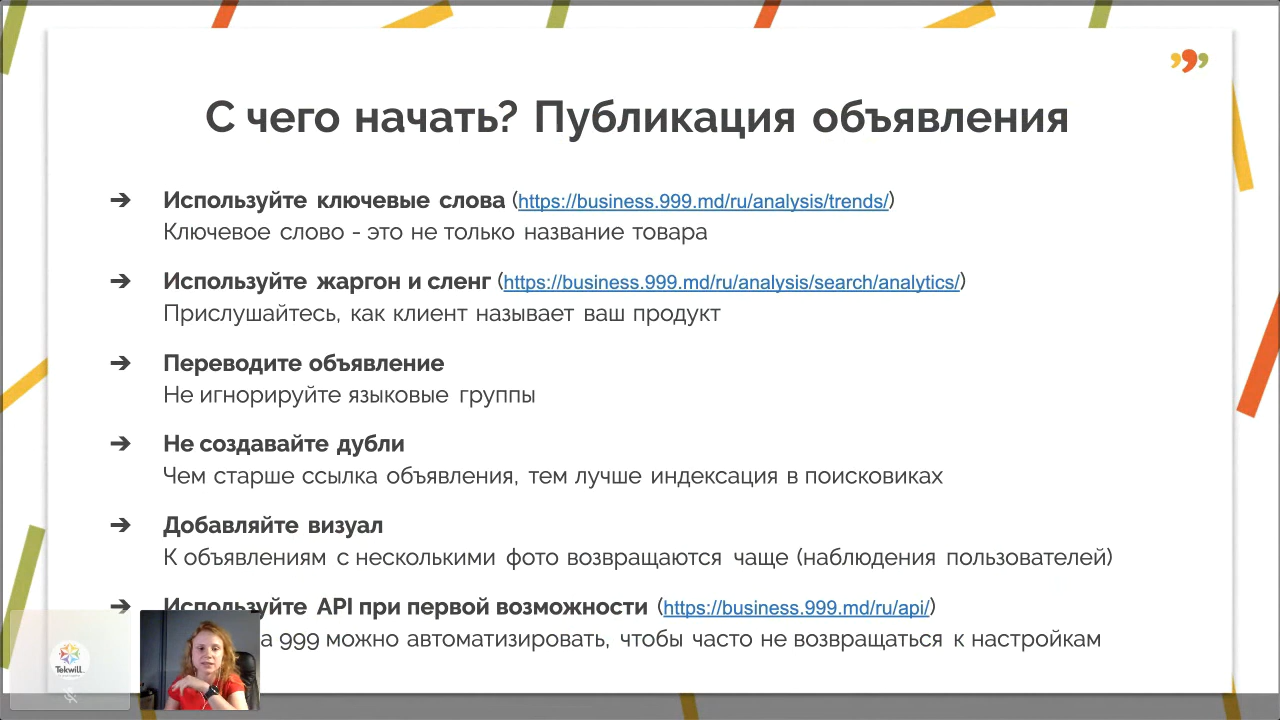 С чего начать? Публикация объявления
➔ Используйте ключевые слова (https://business.999.md/ru/analysis/trends/)
Ключевое слово - это не только название товара
➔ Используйте жаргон и сленг (https://business.999.md/ru/analysis/search/analytics/)
Прислушайтесь, как клиент называет ваш продукт
➔ Переводите объявление
Не игнорируйте языковые группы
➔ Не создавайте дубли
Чем старше ссылка объявления, тем лучше индексация в поисковиках
➔ Добавляйте визуал
К объявлениям с несколькими фото возвращаются чаще (наблюдения пользователей)
➔ Используйте API при первой возможности (https://business.999.md/ru/api/)
а 999 можно автоматизировать, чтобы часто не возвращаться к настройкам
Tekwill